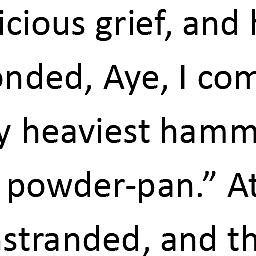 icious grief, and
onded, Aye, I com
y heaviest hamm
powder-pan.” At
stranded, and th